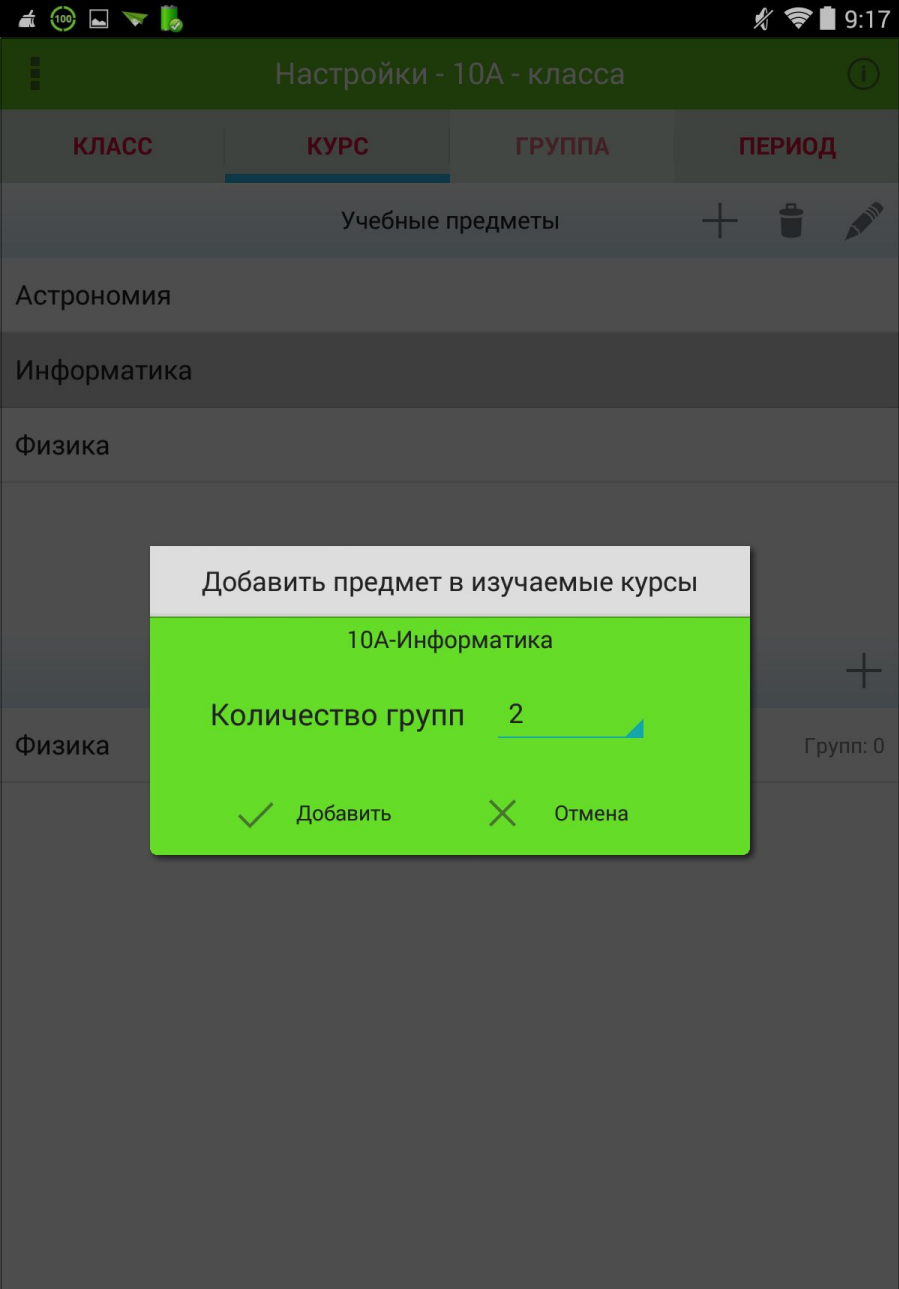 100
9:17
Настройки - 10А - класса
КЛАСС КУРС ГРУППА ПЕРИОД
Учебные предметы
Астрономия
Информатика
Физика
Добавить предмет в изучаемые курсы
10А-Информатика
Количество групп 2
Физика Групп: 0
Добавить Отмена